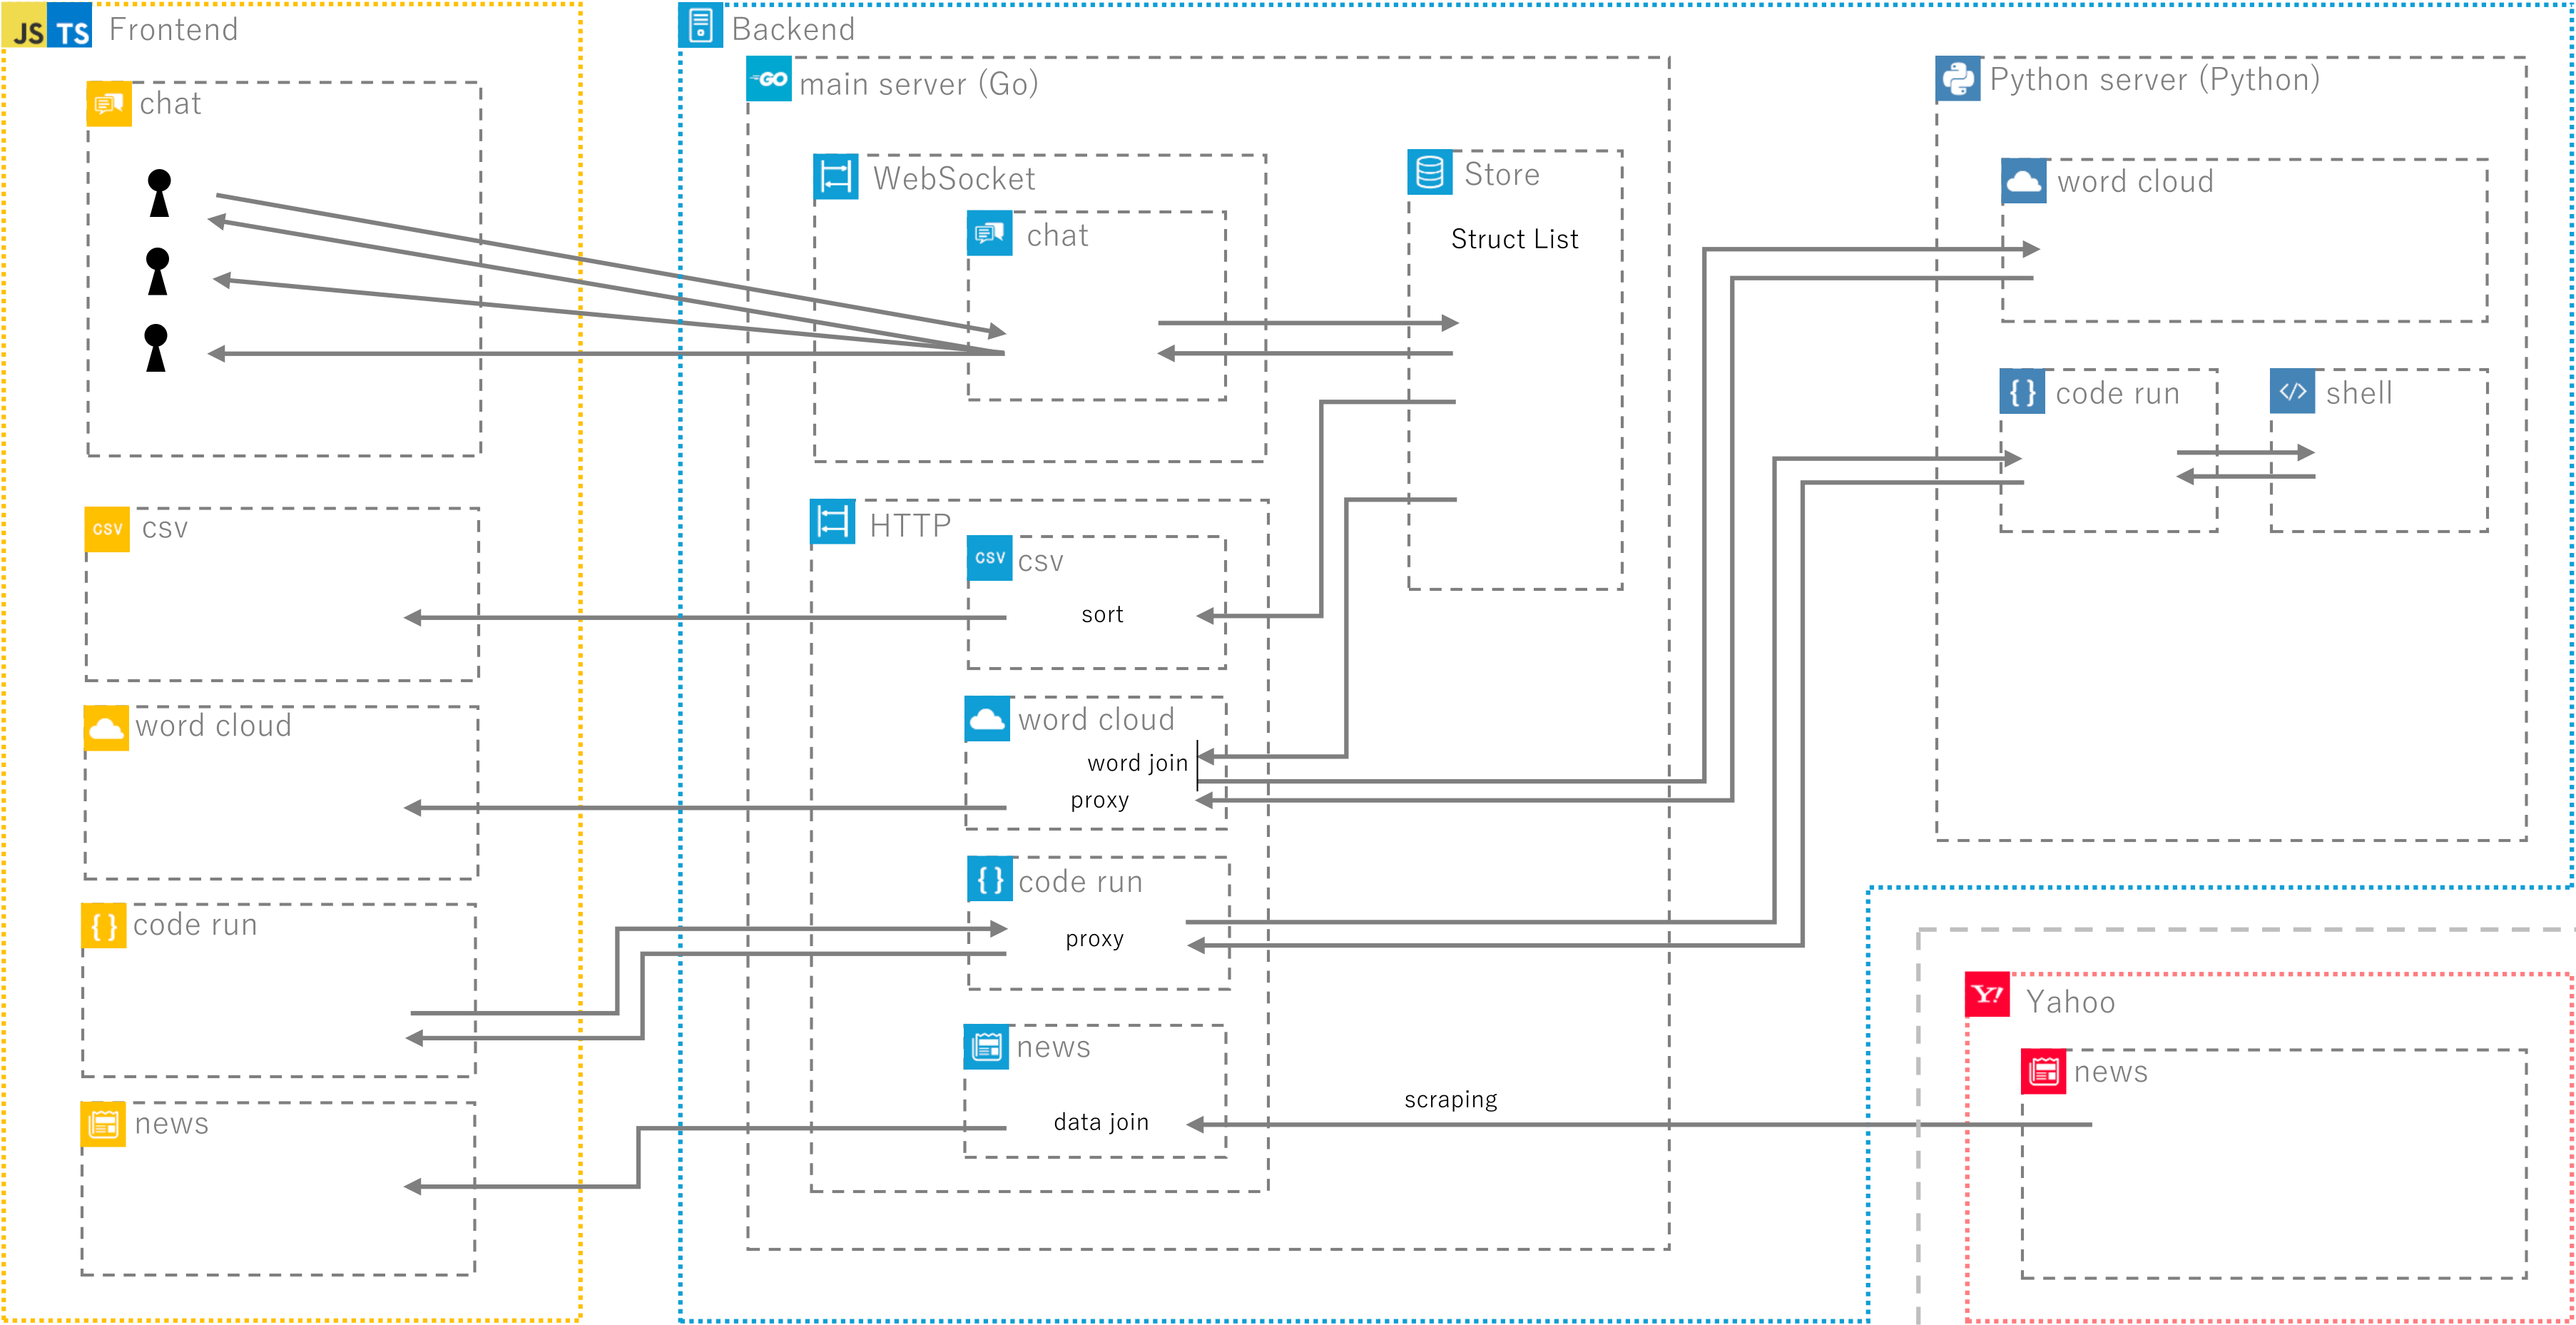 JS TS Frontend
chat
CSV csv
word cloud
{ } code run
news
Backend
GO main server (Go)
WebSocket
chat
Store
Struct List
HTTP
CSV csv
sort
word cloud
word join
proxy
{ } code run
proxy
news
data join
scraping
Python server (Python)
word cloud
{ } code run
</> shell
Y! Yahoo
news